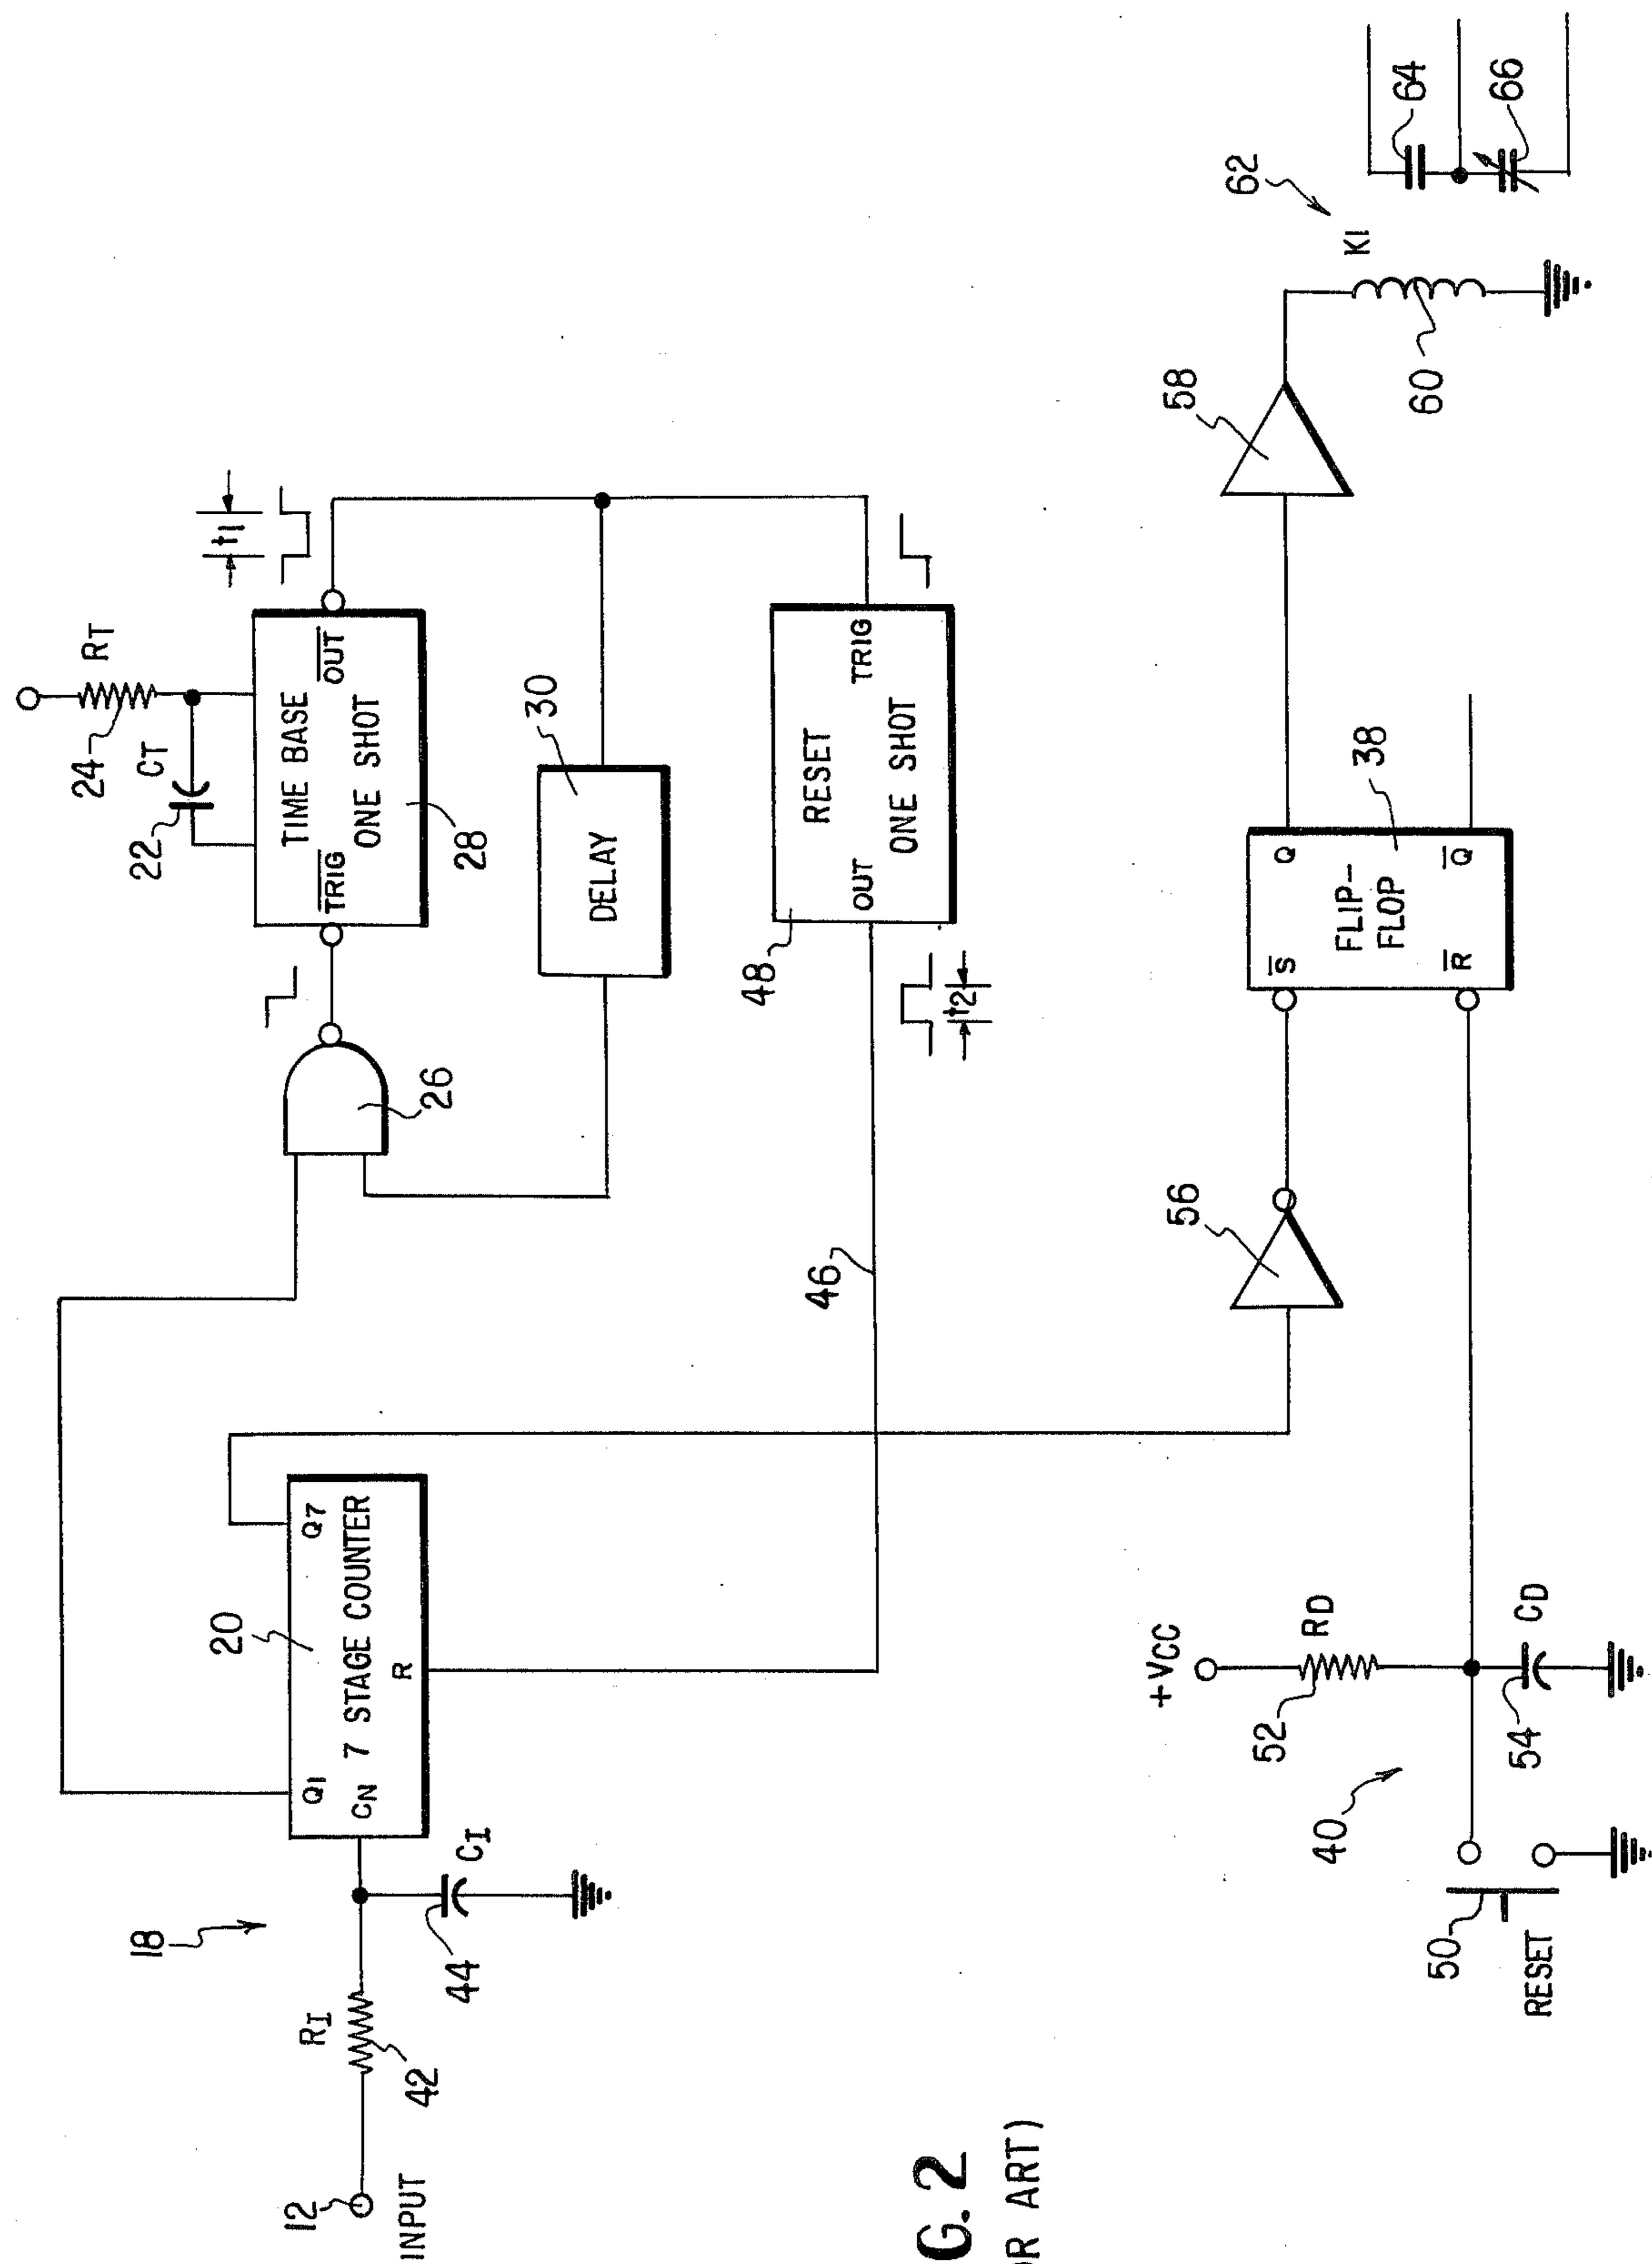 18
12
INPUT
RI
42
44
CI
20
Q1
Q7
CN 7 STAGE COUNTER
R
26
22
CT
24
RT
TIME BASE
TRIG
OUT
ONE SHOT
28
t1
30
DELAY
46
48
RESET
OUT
TRIG
ONE SHOT
t2
40
50
RESET
+VCC
52
RD
54
CD
56
S
Q
FLIP-
FLOP
R
Q
38
58
60
K1
62
64
66
G. 2
OR ART)